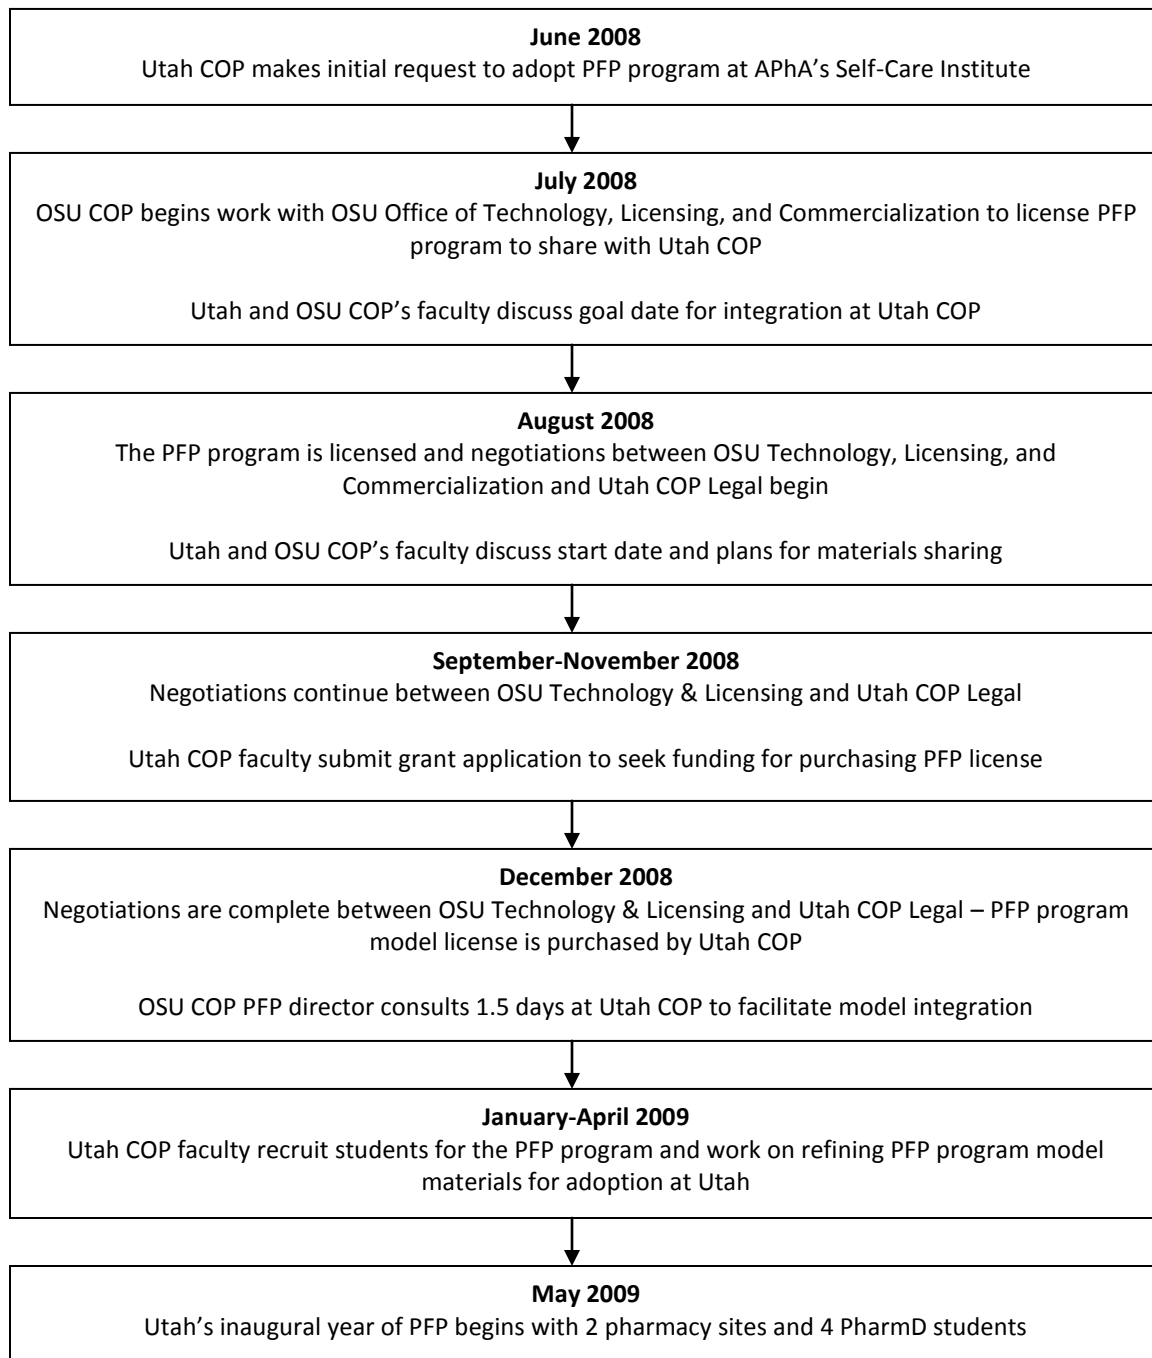 June 2008
Utah COP makes initial request to adopt PFP program at APhA’s Self-Care Institute
July 2008
OSU COP begins work with OSU Office of Technology, Licensing, and Commercialization to license PFP
program to share with Utah COP
Utah and OSU COP’s faculty discuss goal date for integration at Utah COP
August 2008
The PFP program is licensed and negotiations between OSU Technology, Licensing, and
Commercialization and Utah COP Legal begin
Utah and OSU COP’s faculty discuss start date and plans for materials sharing
September-November 2008
Negotiations continue between OSU Technology & Licensing and Utah COP Legal
Utah COP faculty submit grant application to seek funding for purchasing PFP license
December 2008
Negotiations are complete between OSU Technology & Licensing and Utah COP Legal – PFP program
model license is purchased by Utah COP
OSU COP PFP director consults 1.5 days at Utah COP to facilitate model integration
January-April 2009
Utah COP faculty recruit students for the PFP program and work on refining PFP program model
materials for adoption at Utah
May 2009
Utah’s inaugural year of PFP begins with 2 pharmacy sites and 4 PharmD students